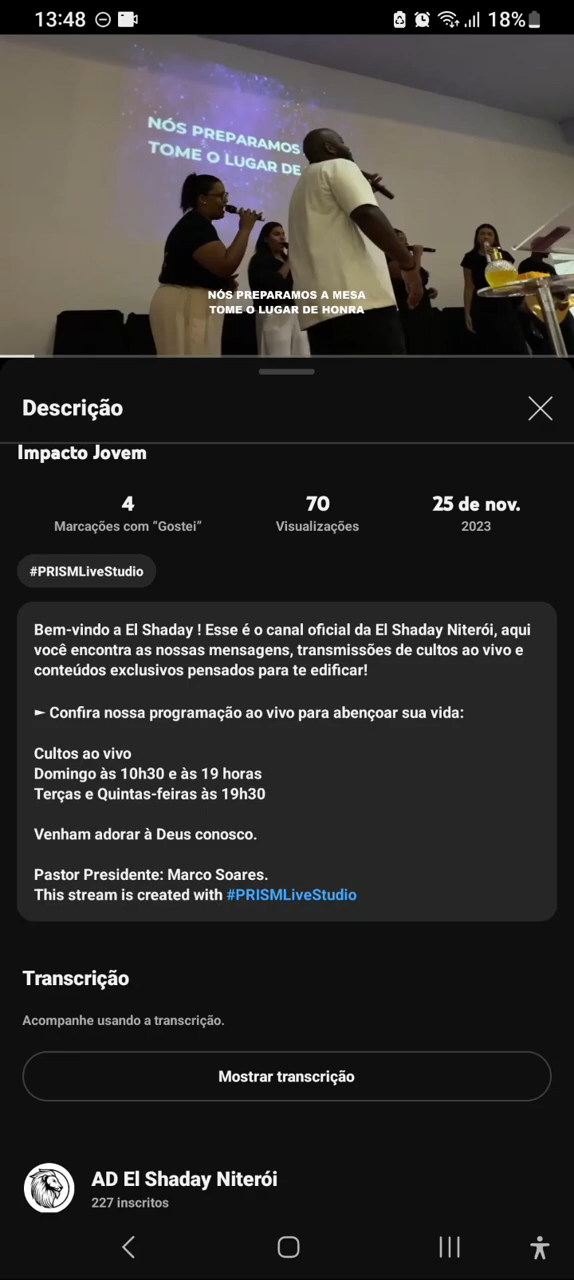 13:48
18%
NÓS PREPARAMOS
TOME O LUGAR DE
NÓS PREPARAMOS A MESA
TOME O LUGAR DE HONRA
Descrição
Impacto Jovem
4
Marcações com “Gostei”
70
Visualizações
25 de nov.
2023
#PRISMLiveStudio
Bem-vindo a El Shaday ! Esse é o canal oficial da El Shaday Niterói, aqui
você encontra as nossas mensagens, transmissões de cultos ao vivo e
conteúdos exclusivos pensados para te edificar!
► Confira nossa programação ao vivo para abençoar sua vida:
Cultos ao vivo
Domingo às 10h30 e às 19 horas
Terças e Quintas-feiras às 19h30
Venham adorar à Deus conosco.
Pastor Presidente: Marco Soares.
This stream is created with #PRISMLiveStudio
Transcrição
Acompanhe usando a transcrição.
Mostrar transcrição
AD El Shaday Niterói
227 inscritos